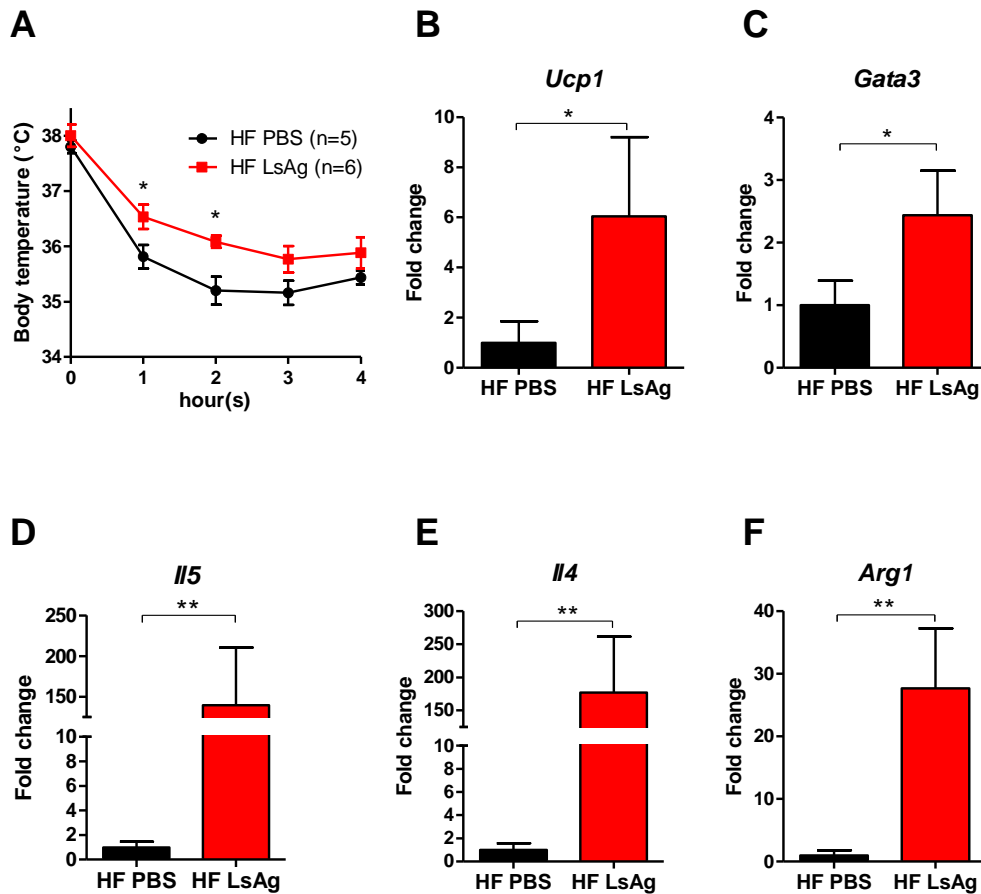 A
Body temperature (°C)
38
37
36
35
34
0
1
2
3
4
hour(s)
HF PBS (n=5)
HF LsAg (n=6)
*
*
B
Ucp1
*
Fold change
10
8
6
4
2
0
HF PBS
HF LsAg
C
Gata3
*
Fold change
4
3
2
1
0
HF PBS
HF LsAg
D
Il5
**
Fold change
250
200
150
10
8
6
4
2
0
HF PBS
HF LsAg
E
Il4
**
Fold change
300
250
200
150
10
8
6
4
2
0
HF PBS
HF LsAg
F
Arg1
**
Fold change
40
30
20
10
0
HF PBS
HF LsAg